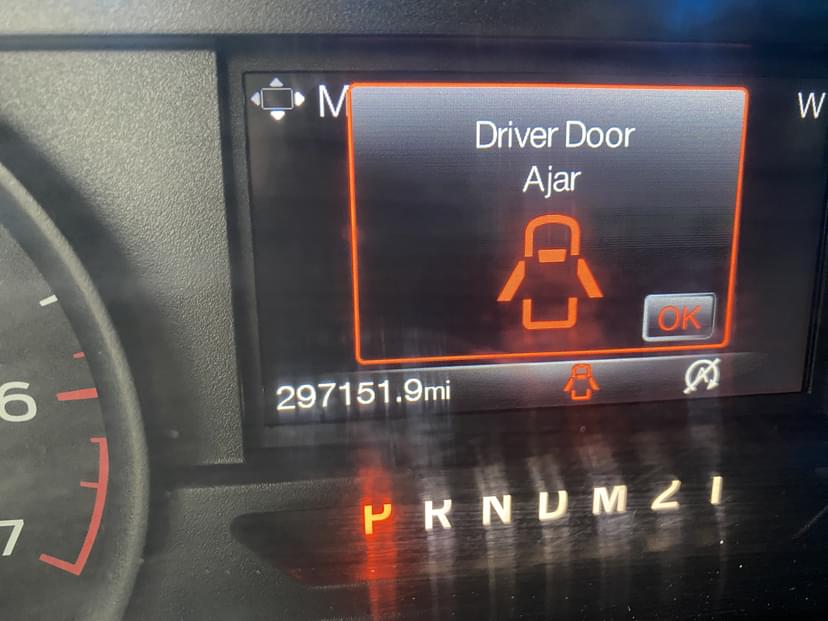 M
W
Driver Door
Ajar
OK
297151.9mi
6
7
P R N D M 2 1